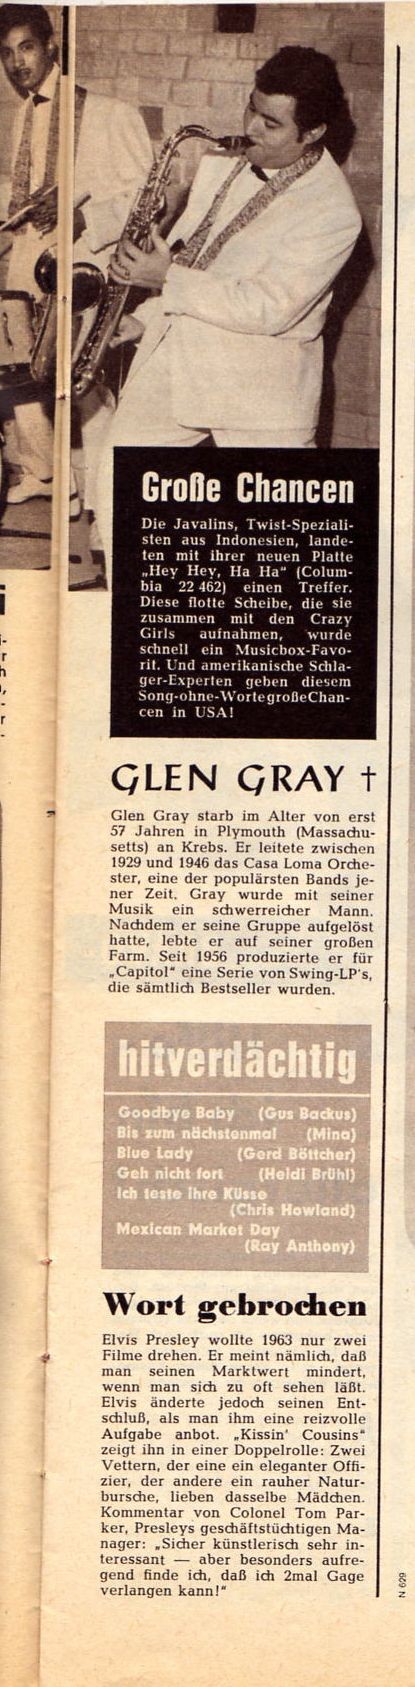 Große Chancen
Die Javalins, Twist-Speziali-
sten aus Indonesien, lande-
ten mit ihrer neuen Platte
„Hey Hey, Ha Ha“ (Colum-
bia 22 462) einen Treffer.
Diese flotte Scheibe, die sie
zusammen mit den Crazy
Girls aufnahmen, wurde
schnell ein Musicbox-Favo-
rit. Und amerikanische Schla-
ger-Experten geben diesem
Song-ohne-Worte große Chan-
cen in USA!
GLEN GRAY †
Glen Gray starb im Alter von erst
57 Jahren in Plymouth (Massachu-
setts) an Krebs. Er leitete zwischen
1929 und 1946 das Casa Loma Orche-
ster, eine der populärsten Bands je-
ner Zeit. Gray wurde mit seiner
Musik ein schwerreicher Mann.
Nachdem er seine Gruppe aufgelöst
hatte, lebte er auf seiner großen
Farm. Seit 1956 produzierte er für
„Capitol“ eine Serie von Swing-LP's,
die sämtlich Bestseller wurden.
hitverdächtig
Goodbye Baby (Gus Backus)
Bis zum nächstenmal (Mina)
Blue Lady (Gerd Böttcher)
Geh nicht fort (Heidi Brühl)
Ich teste Ihre Küsse
(Chris Howland)
Mexican Market Day
(Ray Anthony)
Wort gebrochen
Elvis Presley wollte 1963 nur zwei
Filme drehen. Er meint nämlich, daß
man seinen Marktwert mindert,
wenn man sich zu oft sehen läßt.
Elvis änderte jedoch seinen Ent-
schluß, als man ihm eine reizvolle
Aufgabe anbot. „Kissin' Cousins“
zeigt ihn in einer Doppelrolle: Zwei
Vettern, der eine ein eleganter Offi-
zier, der andere ein rauher Natur-
bursche, lieben dasselbe Mädchen.
Kommentar von Colonel Tom Par-
ker, Presleys geschäftstüchtigen Ma-
nager: „Sicher künstlerisch sehr in-
teressant — aber besonders aufre-
gend finde ich, daß ich 2mal Gage
verlangen kann!“
N 629